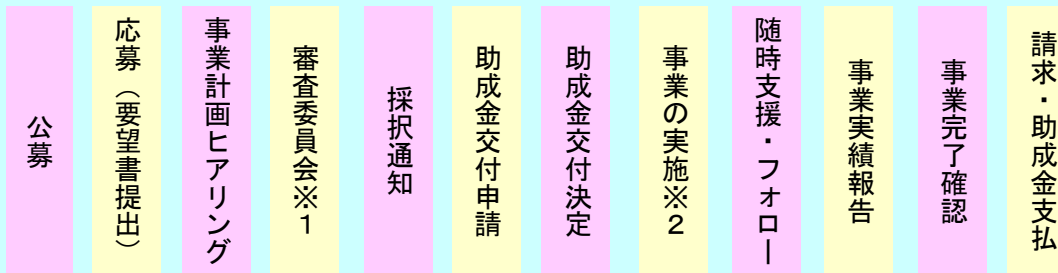 公募
応募（要望書提出）
事業計画ヒアリング
審査委員会※１
採択通知
助成金交付申請
助成金交付決定
事業の実施※２
随時支援・フォロー
事業実績報告
事業完了確認
請求・助成金支払